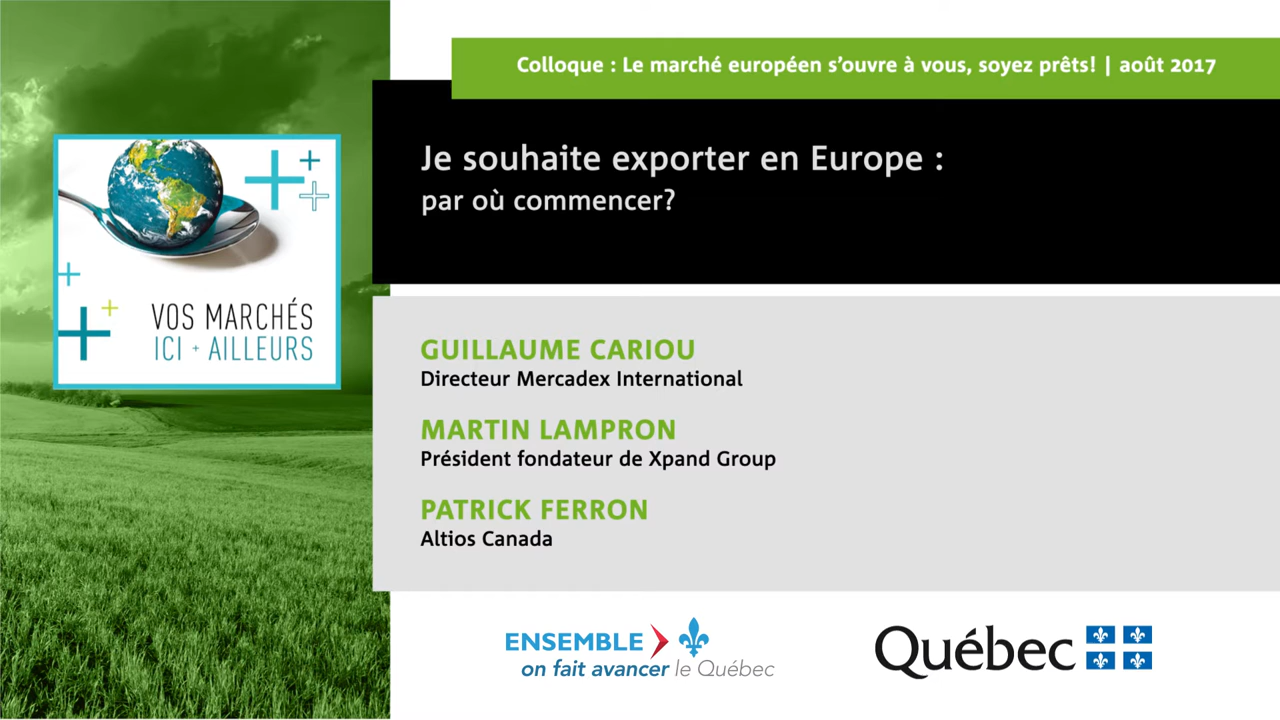 Colloque : Le marché européen s'ouvre à vous, soyez prêts! | août 2017
Je souhaite exporter en Europe :
par où commencer?
VOS MARCHÉS
ICI + AILLEURS
GUILLAUME CARIOU
Directeur Mercadex International
MARTIN LAMPRON
Président fondateur de Xpand Group
PATRICK FERRON
Altios Canada
ENSEMBLE
on fait avancer le Québec
Québec